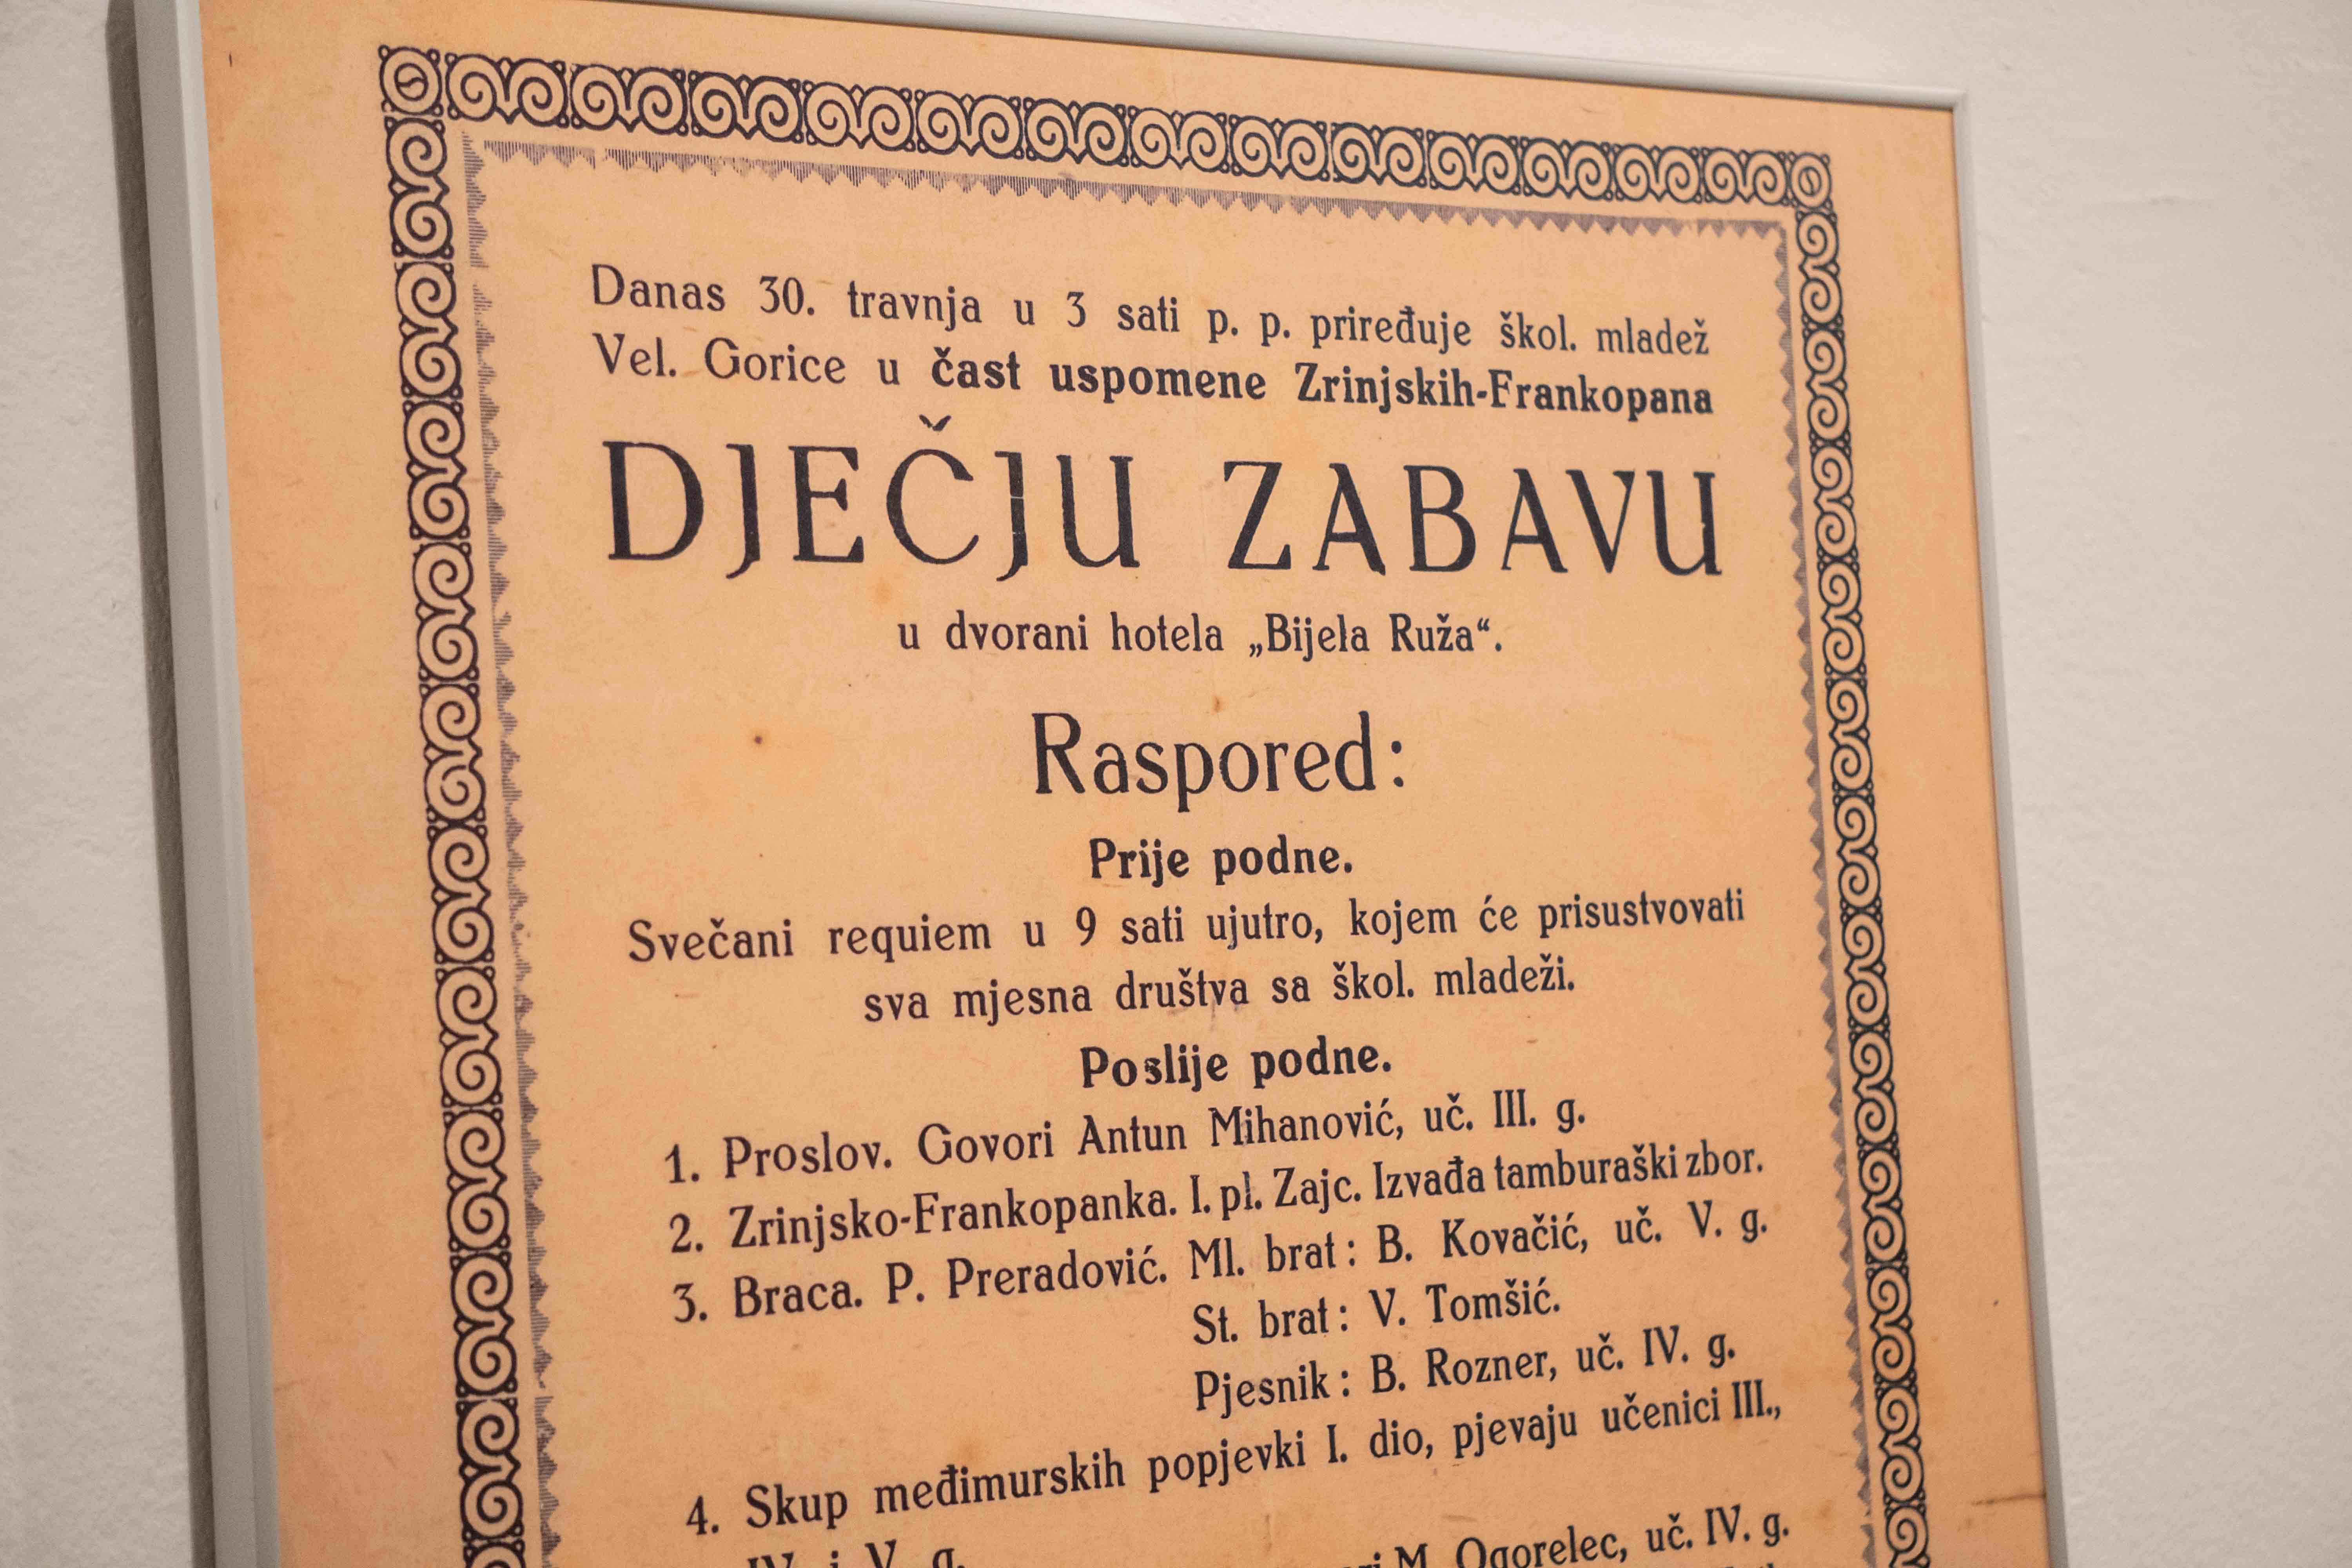 Danas 30. travnja u 3 sati p. p. priređuje škol. mladež
Vel. Gorice u čast uspomene Zrinjskih-Frankopana
DJEČJU ZABAVU
u dvorani hotela „Bijela Ruža“.
Raspored:
Prije podne.
Svečani requiem u 9 sati ujutro, kojem će prisustvovati
sva mjesna društva sa škol. mladeži.
Poslije podne.
1. Proslov. Govori Antun Mihanović, uč. III. g.
2. Zrinjsko-Frankopanka. I. pl. Zajc. Izvađa tamburaški zbor.
3. Braca. P. Preradović. Ml. brat: B. Kovačić, uč. V. g.
St. brat: V. Tomšić.
Pjesnik: B. Rozner, uč. IV. g.
4. Skup međimurskih popjevki I. dio, pjevaju učenici III.,
IV. i V. g.
M. Ogorelec, uč. IV. g.